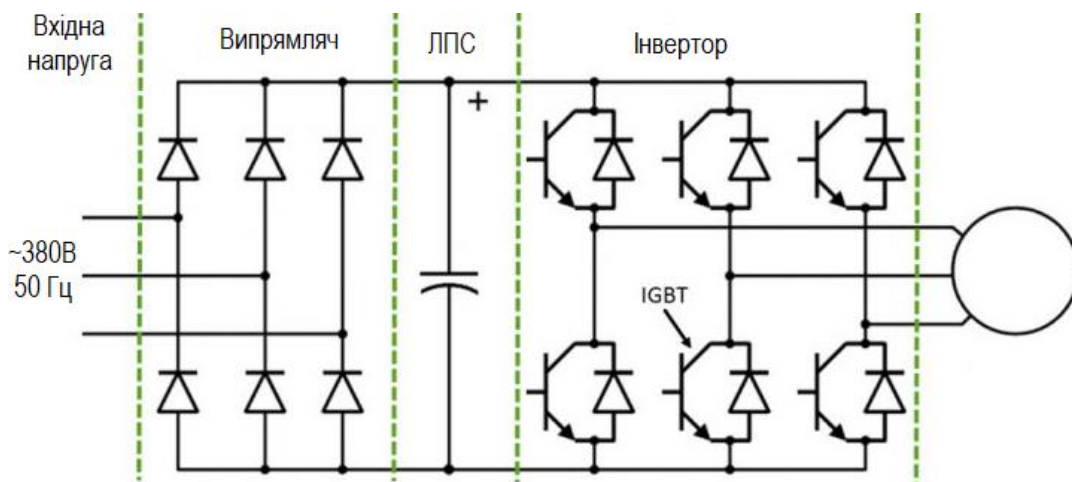 Вхідна
напруга
Випрямляч
ЛПС
Інвертор
+
~380В
50 Гц
IGBT